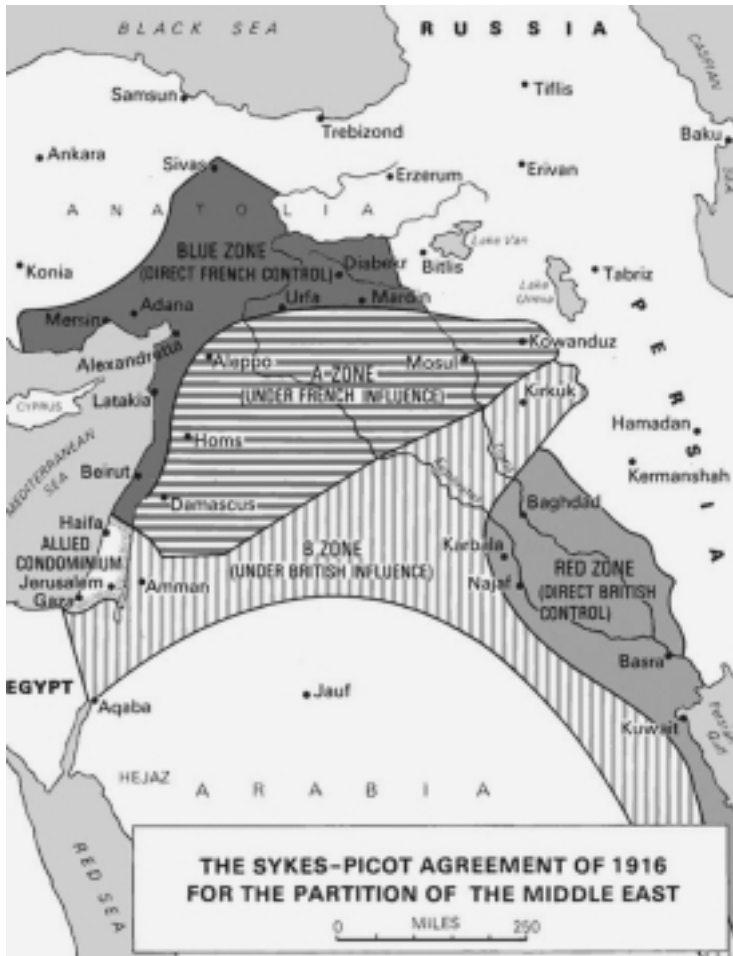 BLACK SEA
RUSSIA
CASPIAN
SEA
Samsun
Trebizond
Tiflis
Baku
Ankara
Sivas
Erzerum
Erivan
ANATOLIA
BLUE ZONE
(DIRECT FRENCH CONTROL)
Diabekr
Lake Van
Bitlis
Konia
Tabriz
Lake
Urmia
Adana
Mersin
Urfa
Mardin
PERSIA
Alexandretta
Aleppo
Mosul
Kowanduz
A-ZONE
(UNDER FRENCH INFLUENCE)
CYPRUS
Latakia
Kirkuk
Homs
Hamadan
MEDITERRANEAN
SEA
Beirut
Euphrates
Tigris
Kermanshah
Damascus
Baghdad
Haifa
ALLIED
CONDOMINIUM
B ZONE
(UNDER BRITISH INFLUENCE)
Karbala
RED ZONE
(DIRECT BRITISH
CONTROL)
Jerusalem
Gaza
Amman
Najaf
Basra
EGYPT
Aqaba
Jauf
Kuwait
Persian
Gulf
HEJAZ
ARABIA
RED SEA
THE SYKES-PICOT AGREEMENT OF 1916
FOR THE PARTITION OF THE MIDDLE EAST
0 MILES 250